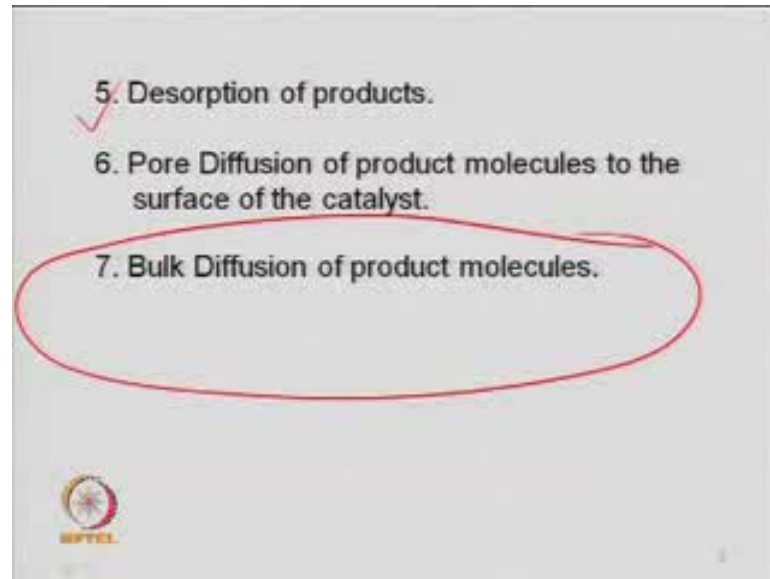 5. Desorption of products.
6. Pore Diffusion of product molecules to the
surface of the catalyst.
7. Bulk Diffusion of product molecules.
NPTEL